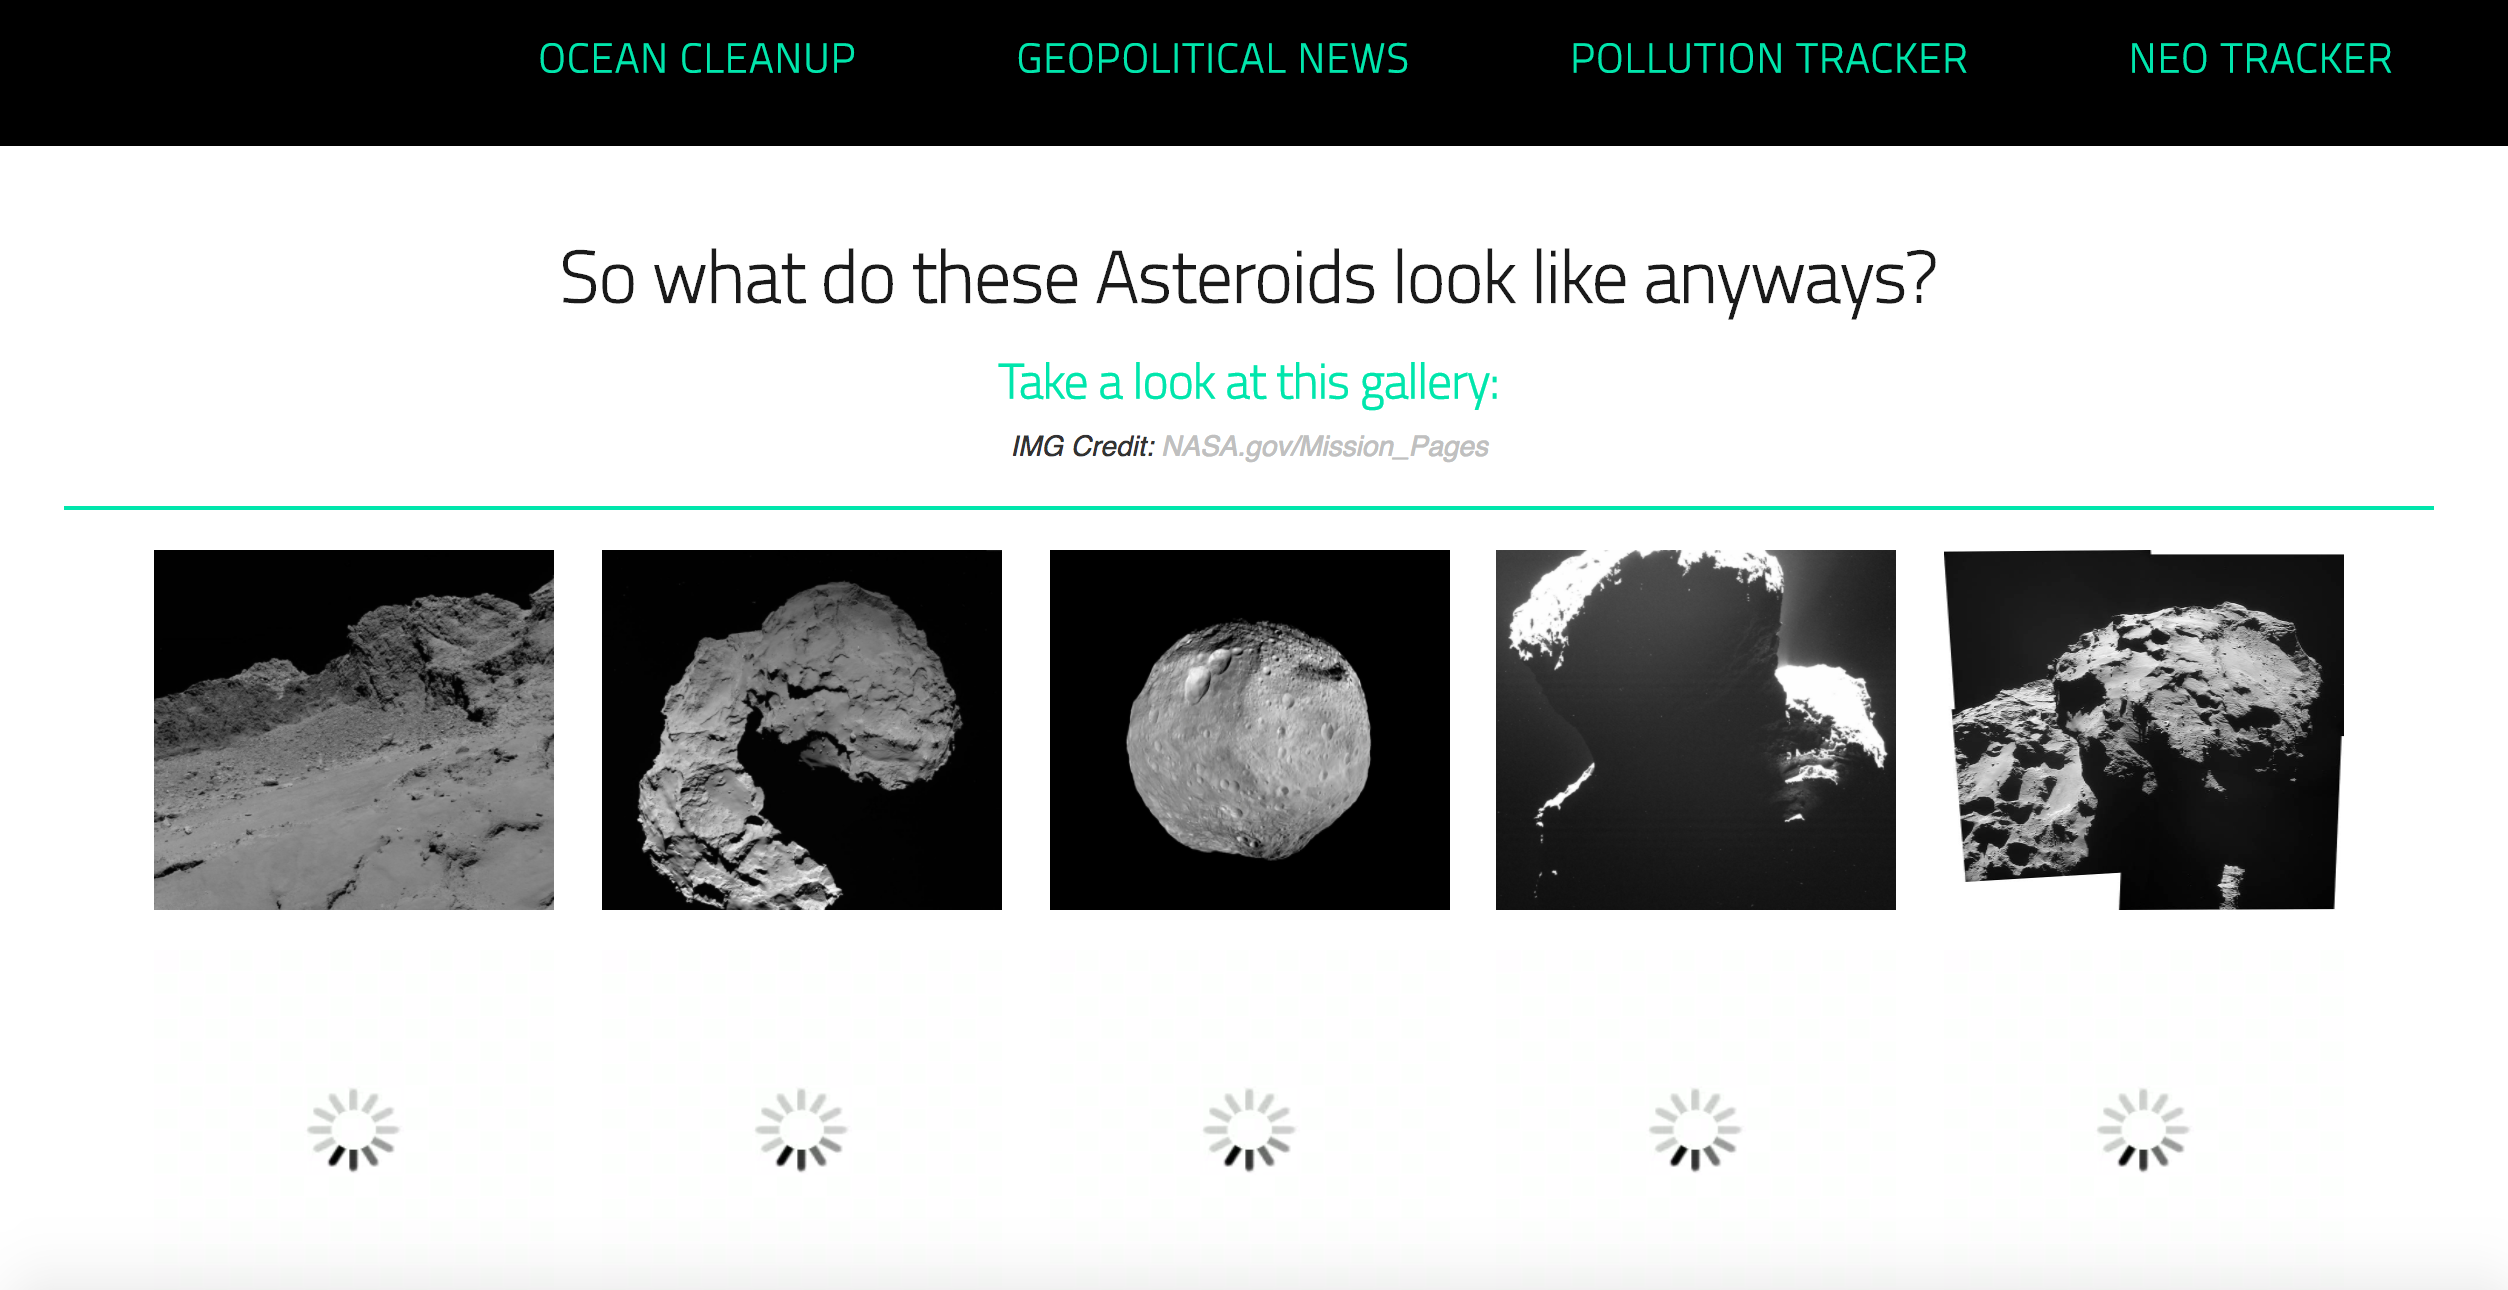 OCEAN CLEANUP GEOPOLITICAL NEWS POLLUTION TRACKER NEO TRACKER
So what do these Asteroids look like anyways?
Take a look at this gallery:
IMG Credit: NASA.gov/Mission_Pages